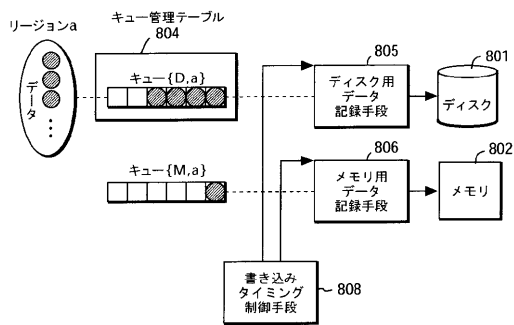 リージョンa
キュー管理テーブル
804
データ
・・・
キュー{D,a}
805
ディスク用
データ
記録手段
801
ディスク
キュー{M,a}
806
メモリ用
データ
記録手段
802
メモリ
書き込み
タイミング
制御手段
808